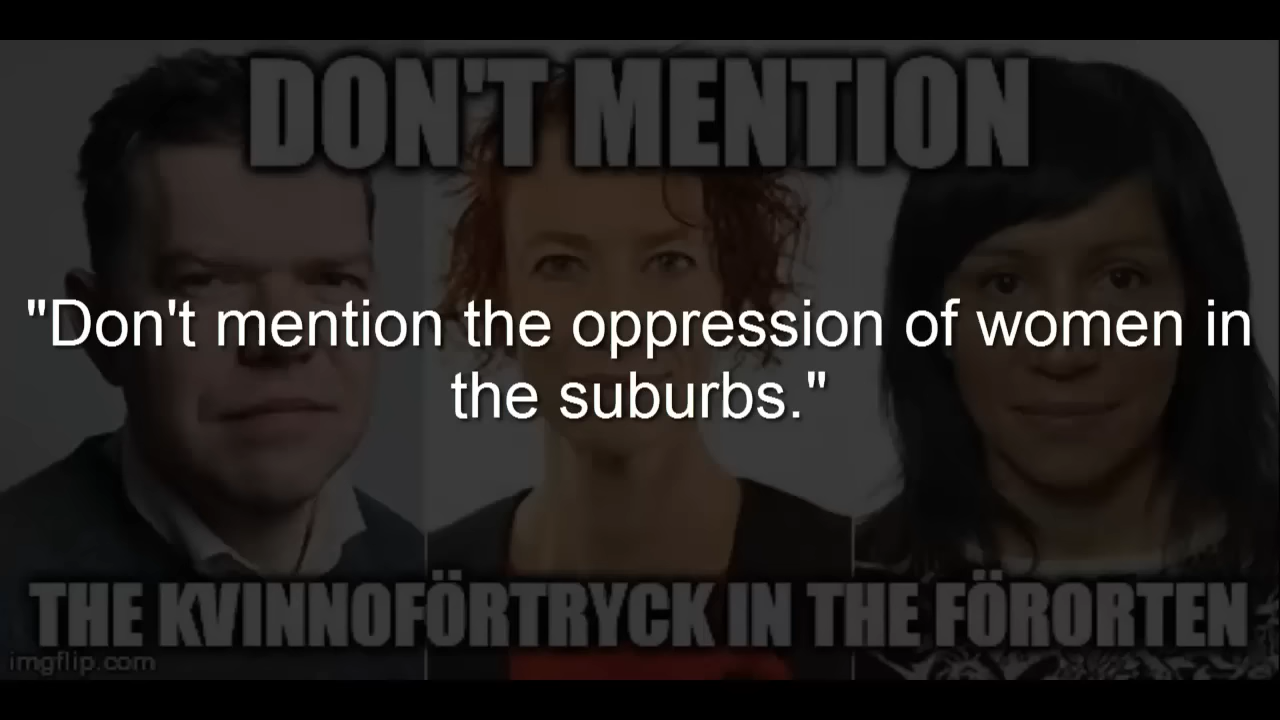 DON'T MENTION
"Don't mention the oppression of women in
the suburbs."
THE KVINNOFÖRTRYCK IN THE FÖRORTEN
imgflip.com